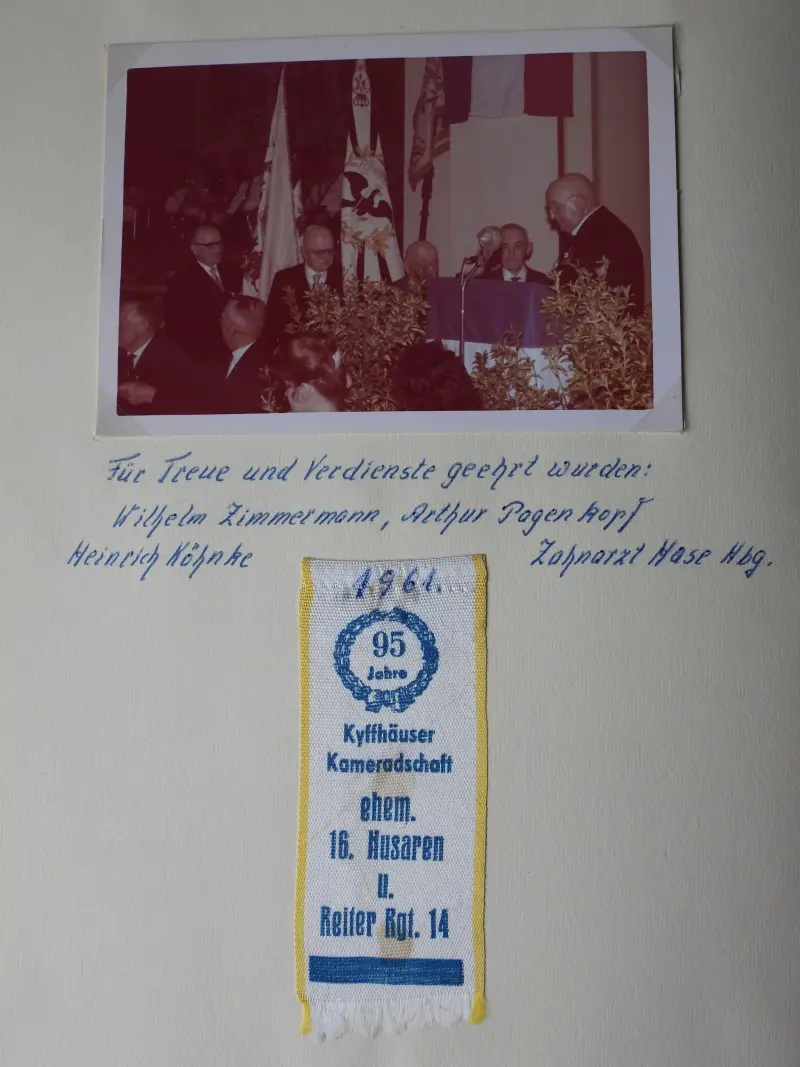 Für Treue und Verdienste geehrt wurden:
Wilhelm Zimmermann, Arthur Pagenkopf
Heinrich Köhnke Zahnarzt Hase Hbg.
1961.
95
Jahre
Kyffhäuser
Kameradschaft
ehem.
16. Husaren
u.
Reiter Rgt. 14